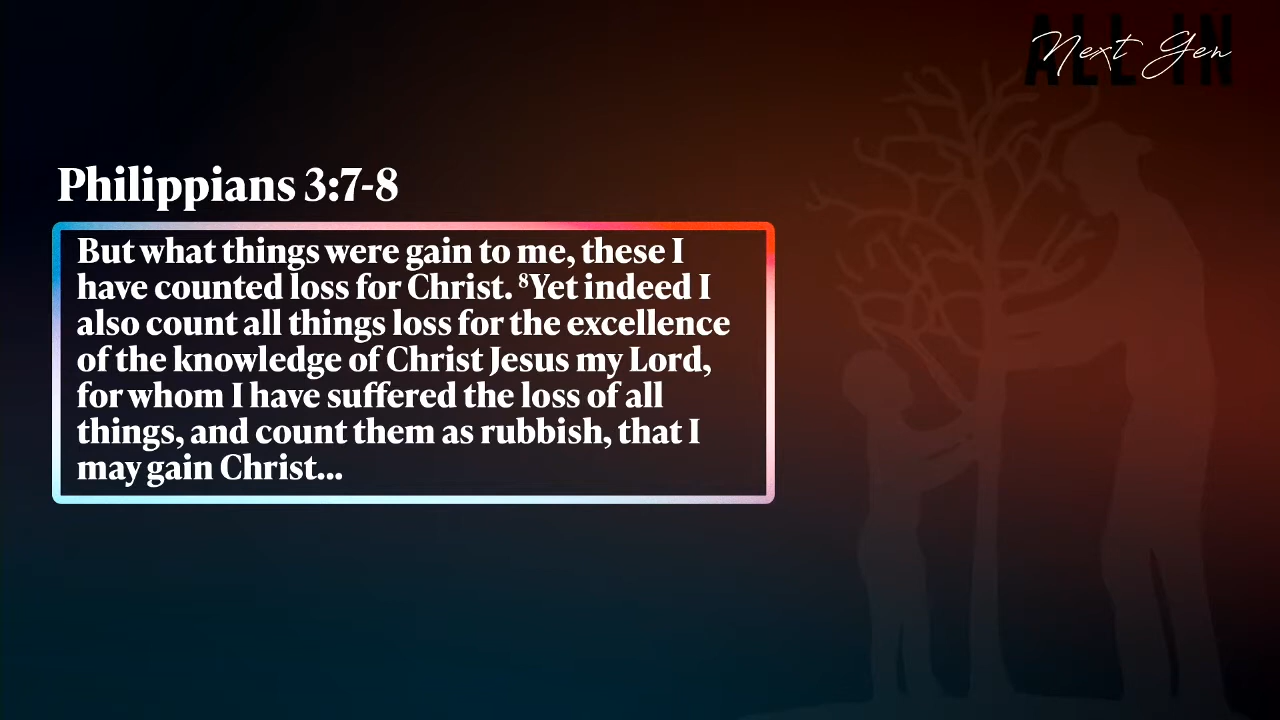 ALL IN
Next Gen
Philippians 3:7-8
But what things were gain to me, these I
have counted loss for Christ. ⁸Yet indeed I
also count all things loss for the excellence
of the knowledge of Christ Jesus my Lord,
for whom I have suffered the loss of all
things, and count them as rubbish, that I
may gain Christ...